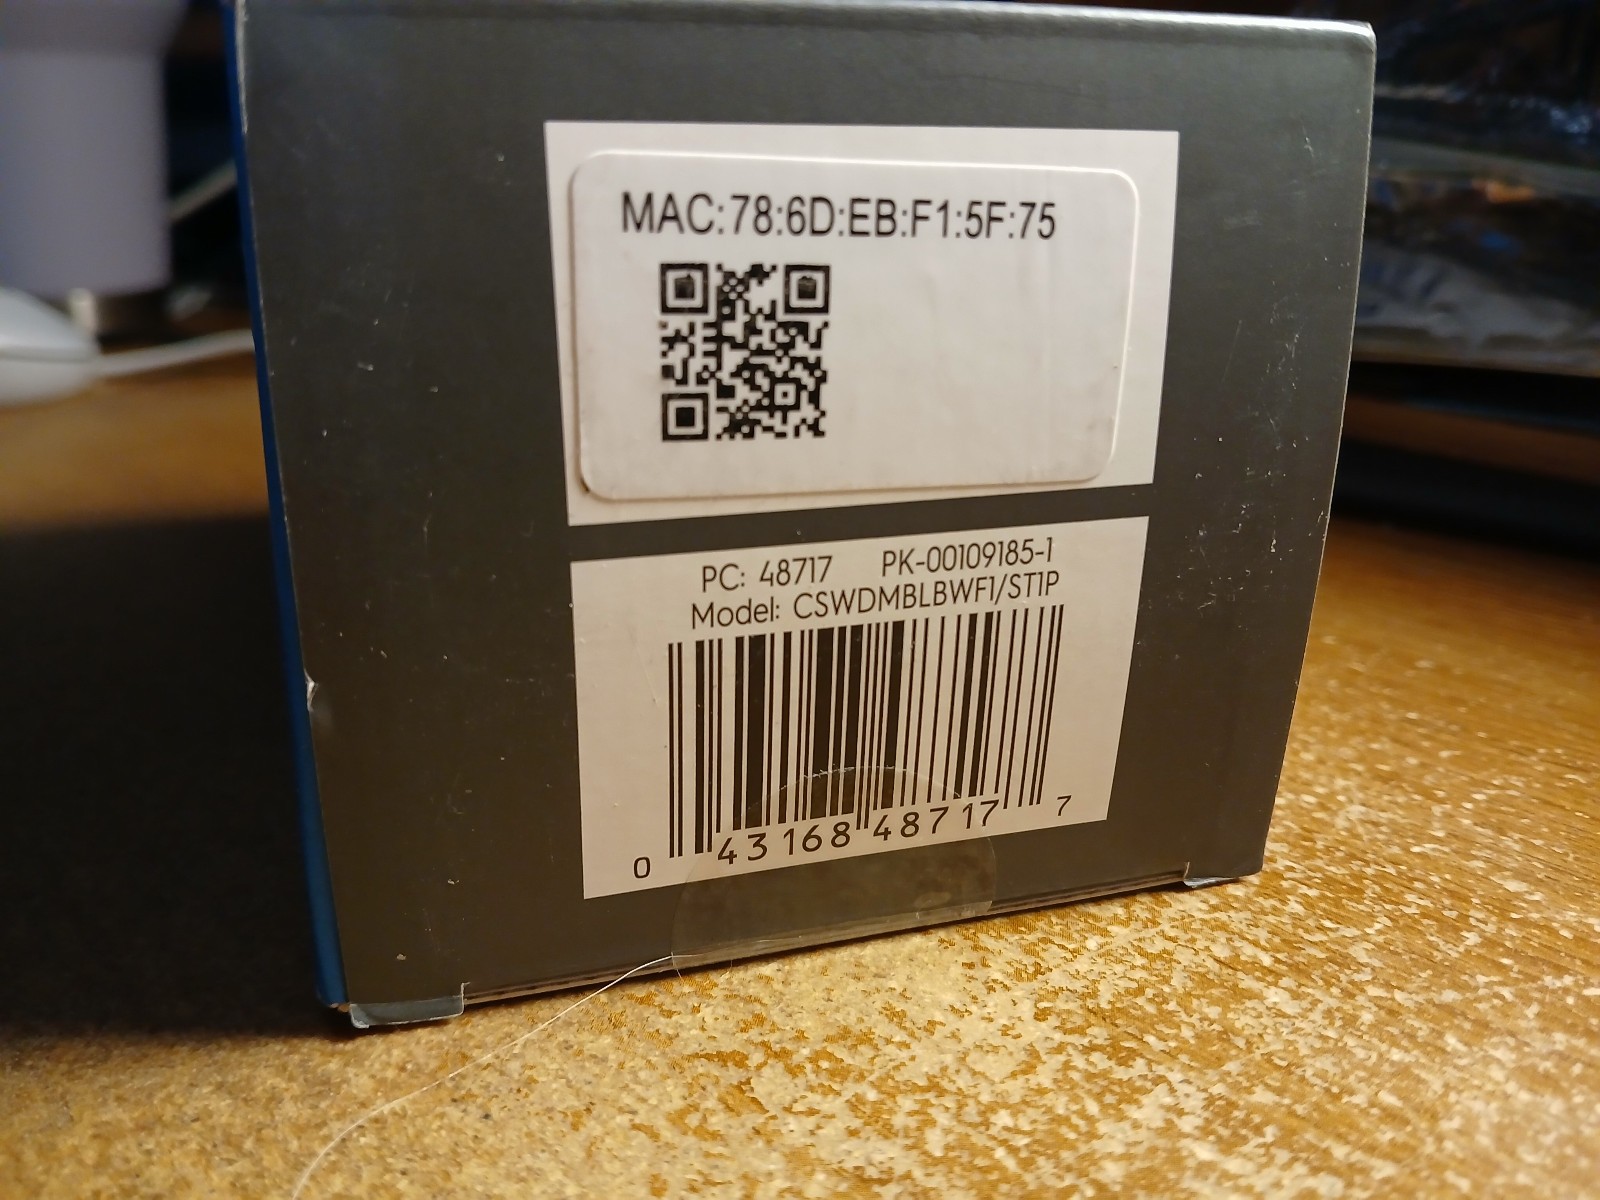 MAC:78:6D:EB:F1:5F:75
PC: 48717 PK-00109185-1
Model: CSWDMBLBWF1/ST1P
0 43168 48717 7